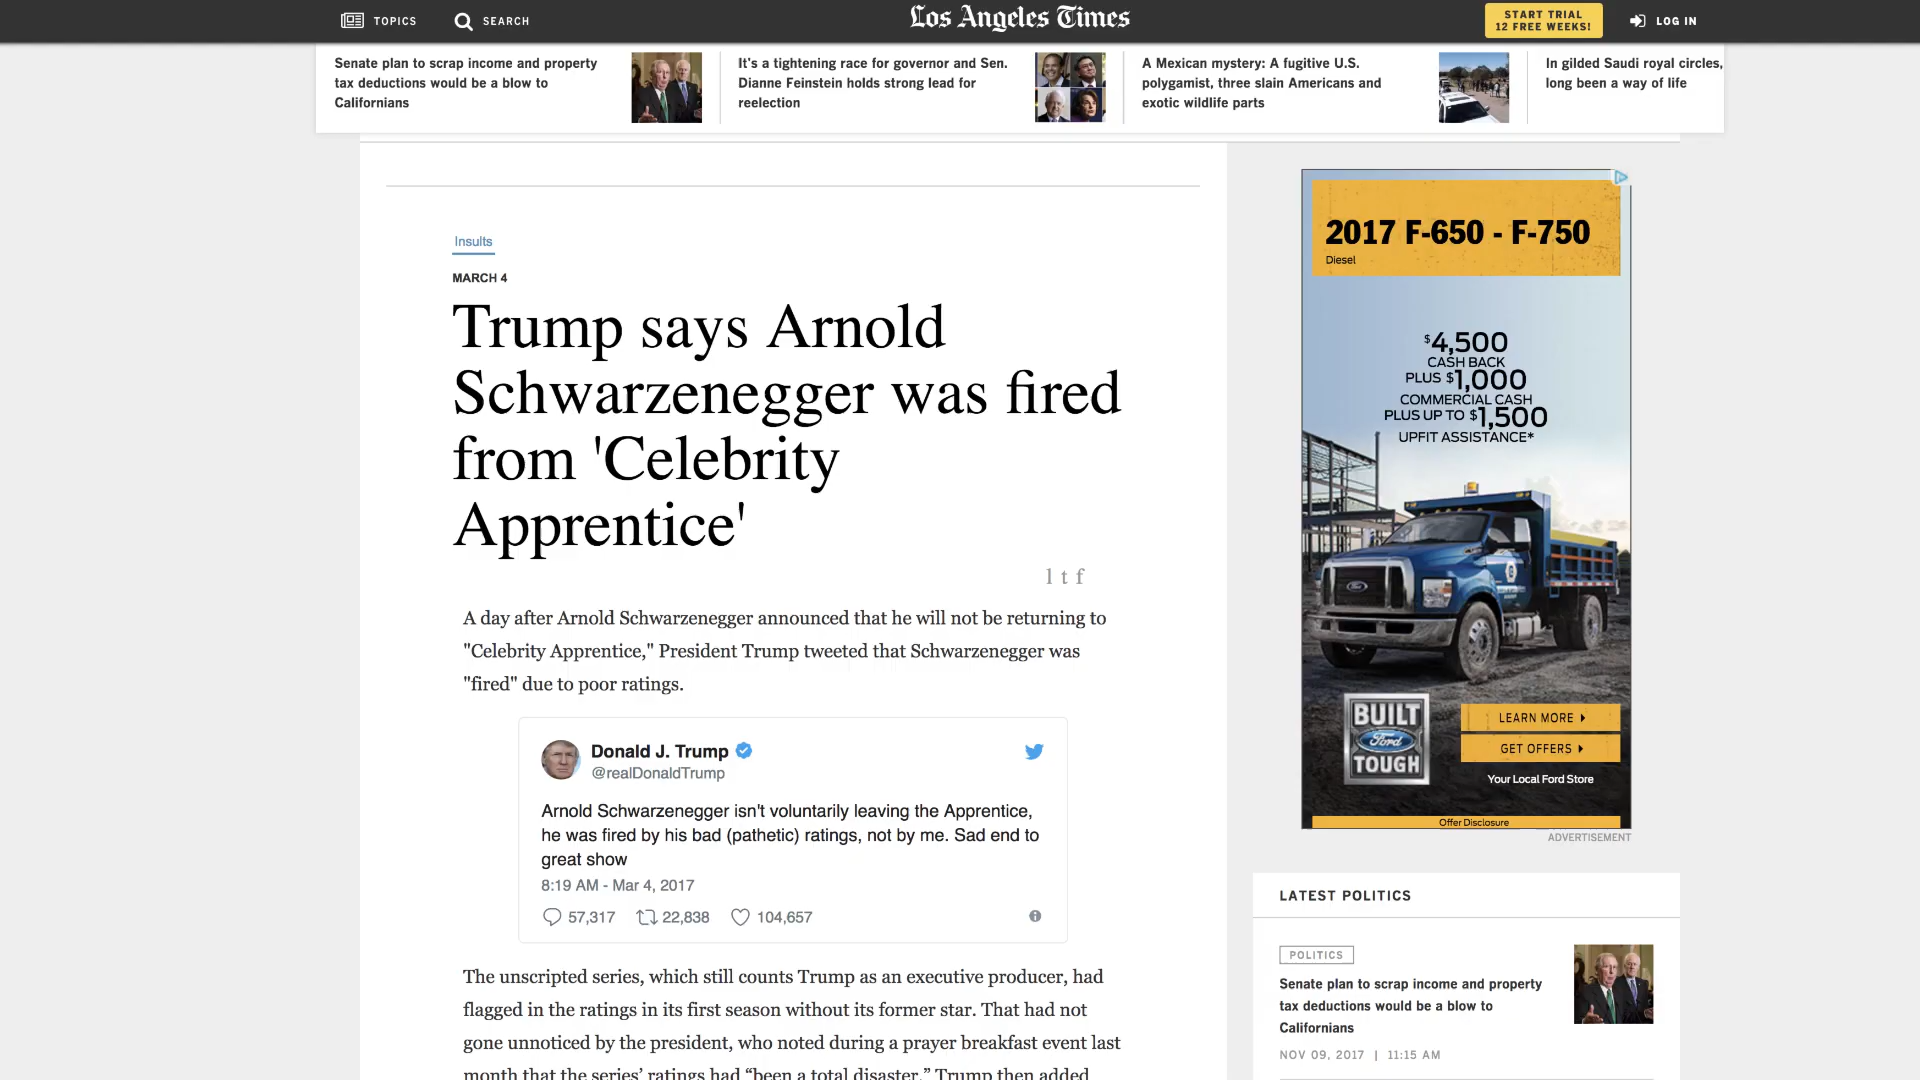 TOPICS
SEARCH
Los Angeles Times
START TRIAL
12 FREE WEEKS!
LOG IN
Senate plan to scrap income and property
tax deductions would be a blow to
Californians
It's a tightening race for governor and Sen.
Dianne Feinstein holds strong lead for
reelection
A Mexican mystery: A fugitive U.S.
polygamist, three slain Americans and
exotic wildlife parts
In gilded Saudi royal circles,
long been a way of life
Insults
MARCH 4
Trump says Arnold
Schwarzenegger was fired
from 'Celebrity
Apprentice'
l t f
A day after Arnold Schwarzenegger announced that he will not be returning to
"Celebrity Apprentice," President Trump tweeted that Schwarzenegger was
"fired" due to poor ratings.
Donald J. Trump
@realDonaldTrump
Arnold Schwarzenegger isn't voluntarily leaving the Apprentice,
he was fired by his bad (pathetic) ratings, not by me. Sad end to
great show
8:19 AM - Mar 4, 2017
57,317 22,838 104,657
The unscripted series, which still counts Trump as an executive producer, had
flagged in the ratings in its first season without its former star. That had not
gone unnoticed by the president, who noted during a prayer breakfast event last
month that the series' ratings had “been a total disaster.” Trump then added
2017 F-650 - F-750
Diesel
$4,500
CASH BACK
PLUS $1,000
COMMERCIAL CASH
PLUS UP TO $1,500
UPFIT ASSISTANCE*
BUILT
Ford
TOUGH
LEARN MORE
GET OFFERS
Your Local Ford Store
Offer Disclosure
ADVERTISEMENT
LATEST POLITICS
POLITICS
Senate plan to scrap income and property
tax deductions would be a blow to
Californians
NOV 09, 2017 | 11:15 AM